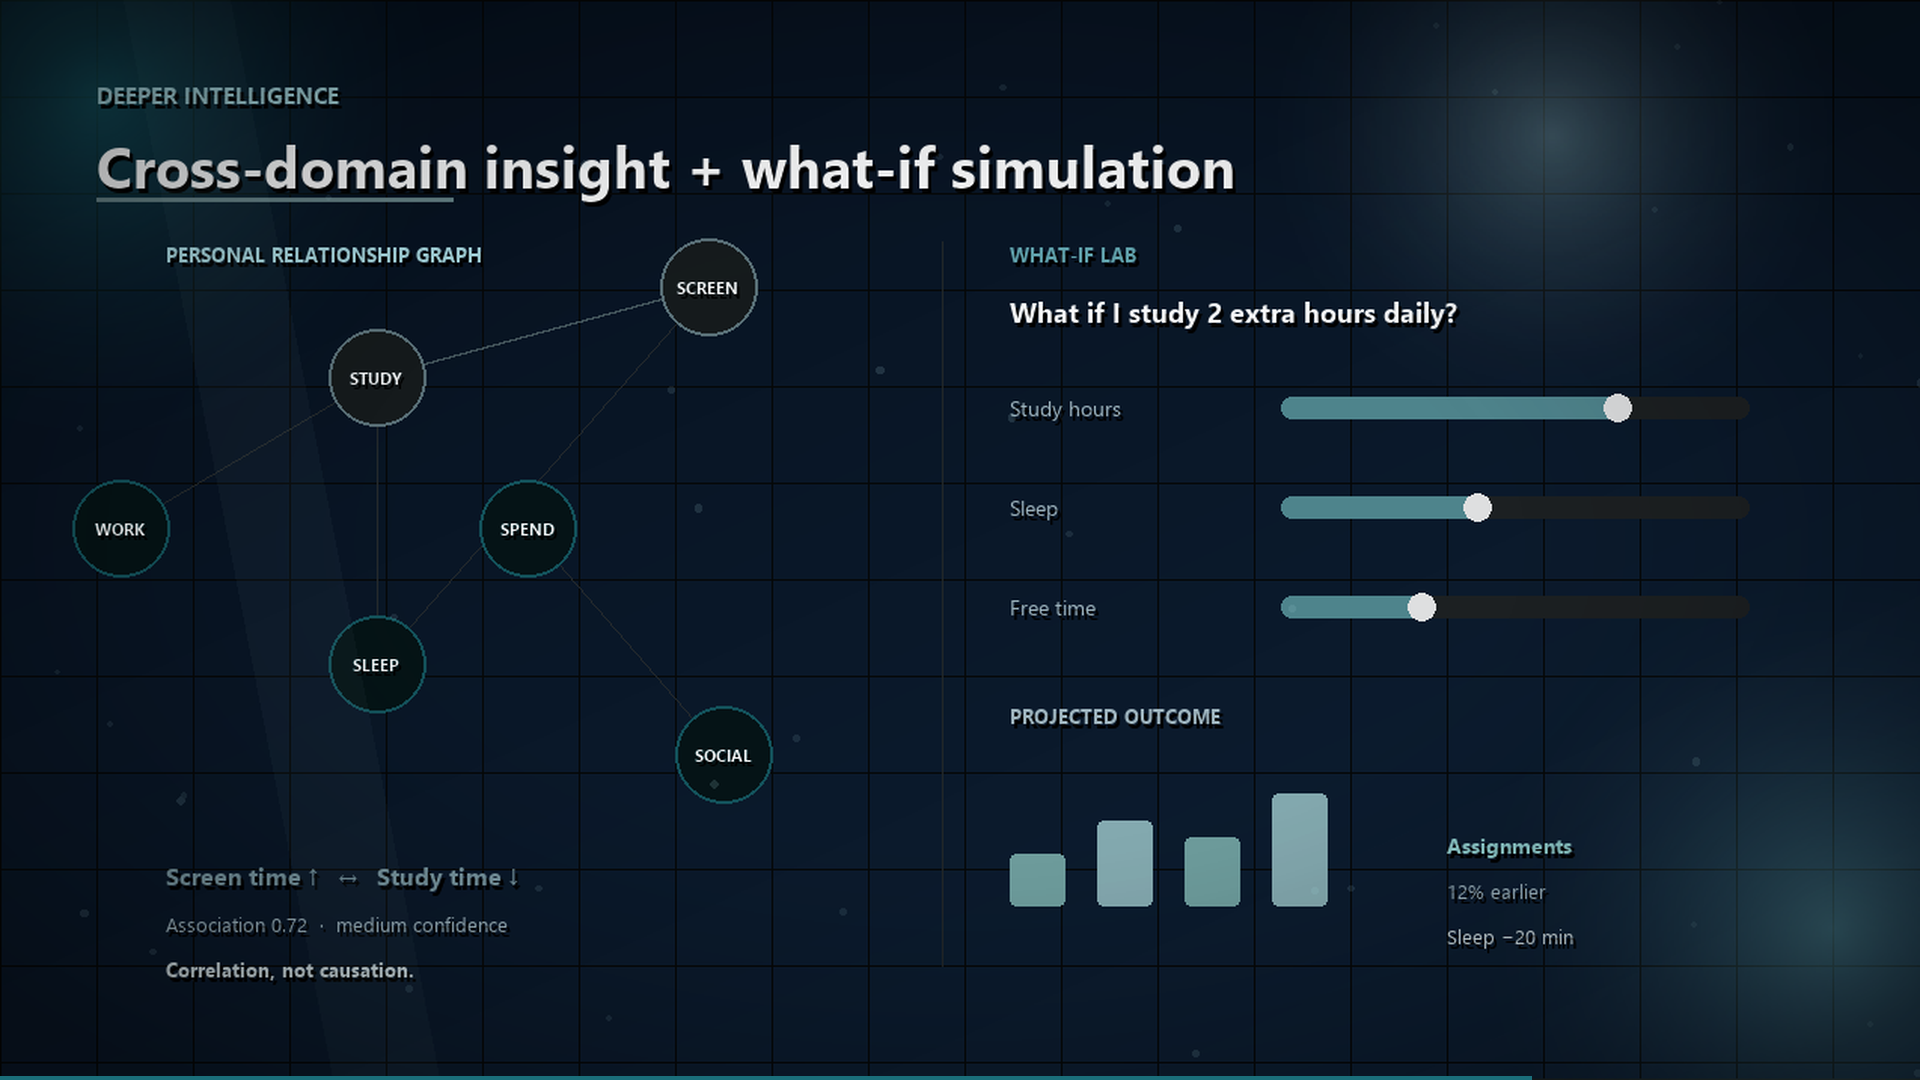 DEEPER INTELLIGENCE
Cross-domain insight + what-if simulation
PERSONAL RELATIONSHIP GRAPH
SCREEN
STUDY
WORK
SPEND
SLEEP
SOCIAL
Screen time ↑ ↔ Study time ↓
Association 0.72 · medium confidence
Correlation, not causation.
WHAT-IF LAB
What if I study 2 extra hours daily?
Study hours
Sleep
Free time
PROJECTED OUTCOME
Assignments
12% earlier
Sleep −20 min